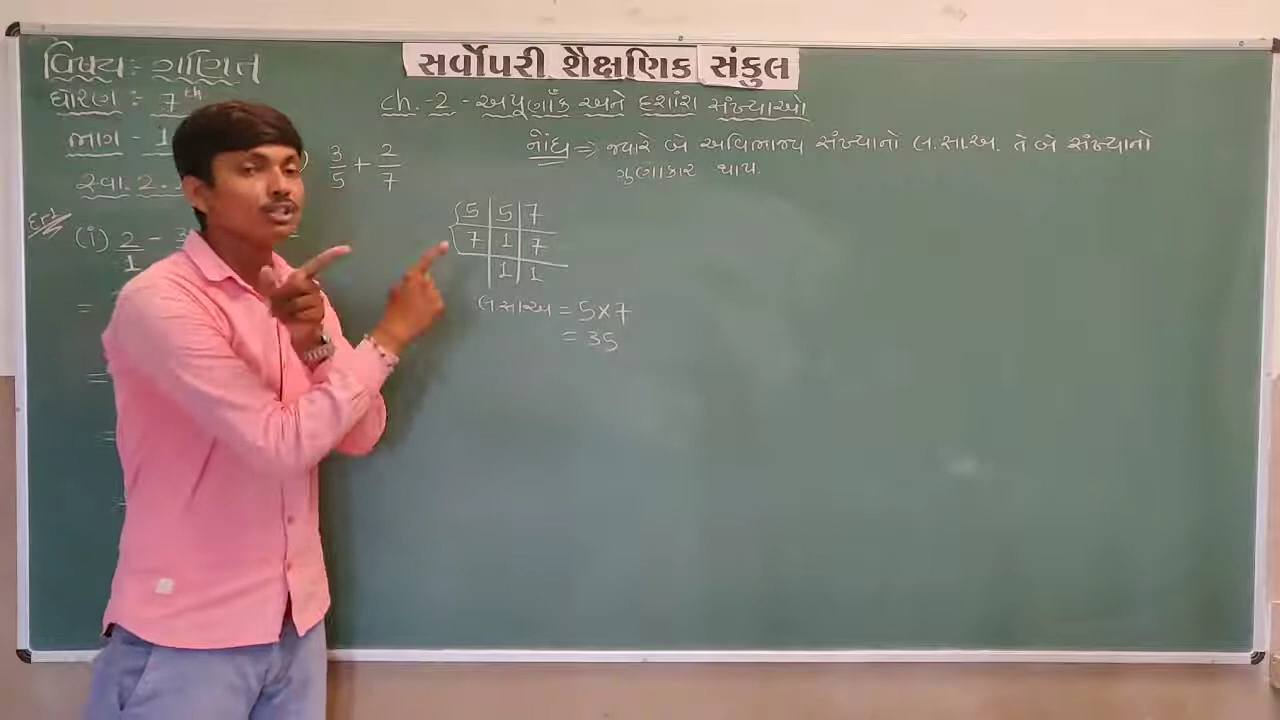 સર્વોપરી શૈક્ષણિક સંકુલ
વિષય: ગણિત
ધોરણ: 7th
ભાગ - 1
સ્વા. 2.
ch.-2 - અપૂર્ણાંક અને દશાંશ સંખ્યાઓ
નોંધ ⇒ જ્યારે બે અવિભાજ્ય સંખ્યાનો લ.સા.અ. તે બે સંખ્યાનો
ગુણાકાર થાય.
(i) 2/1 - 3
=
=
) 3/5 + 2/7
5 | 5 | 7
7 | 1 | 7
| 1 | 1
લ.સા.અ = 5×7
= 35